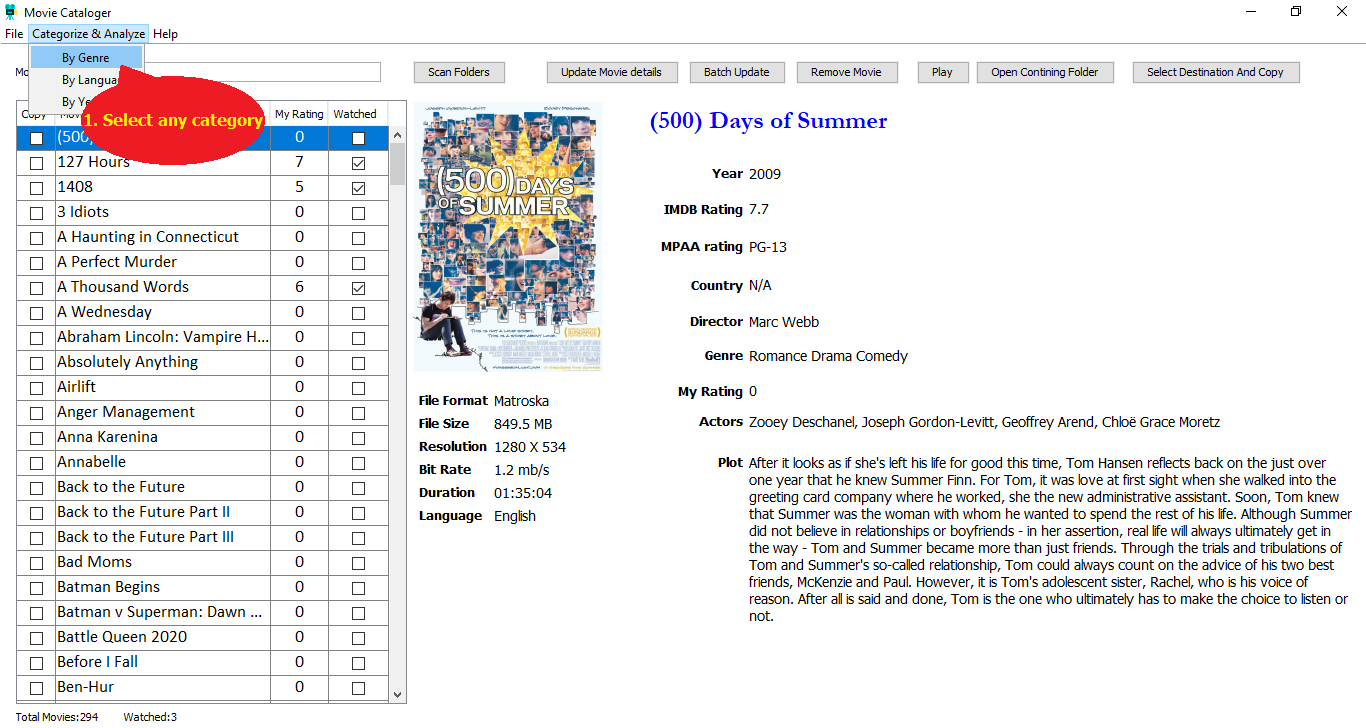 Movie Cataloger
File Categorize & Analyze Help
By Genre
By Langua
By Ye
1. Select any category
Scan Folders Update Movie details Batch Update Remove Movie Play Open Contining Folder Select Destination And Copy
Copy My Rating Watched
(500) 0
127 Hours 7
1408 5
3 Idiots 0
A Haunting in Connecticut 0
A Perfect Murder 0
A Thousand Words 6
A Wednesday 0
Abraham Lincoln: Vampire H... 0
Absolutely Anything 0
Airlift 0
Anger Management 0
Anna Karenina 0
Annabelle 0
Back to the Future 0
Back to the Future Part II 0
Back to the Future Part III 0
Bad Moms 0
Batman Begins 0
Batman v Superman: Dawn ... 0
Battle Queen 2020 0
Before I Fall 0
Ben-Hur 0
Total Movies:294 Watched:3
JOSEPH GORDON-LEVITT ZOOEY DESCHANEL
(500) DAYS
OF SUMMER
THIS IS NOT A LOVE STORY.
THIS IS A STORY ABOUT LOVE.
File Format Matroska
File Size 849.5 MB
Resolution 1280 X 534
Bit Rate 1.2 mb/s
Duration 01:35:04
Language English
(500) Days of Summer
Year 2009
IMDB Rating 7.7
MPAA rating PG-13
Country N/A
Director Marc Webb
Genre Romance Drama Comedy
My Rating 0
Actors Zooey Deschanel, Joseph Gordon-Levitt, Geoffrey Arend, Chloë Grace Moretz
Plot After it looks as if she's left his life for good this time, Tom Hansen reflects back on the just over
one year that he knew Summer Finn. For Tom, it was love at first sight when she walked into the
greeting card company where he worked, she the new administrative assistant. Soon, Tom knew
that Summer was the woman with whom he wanted to spend the rest of his life. Although Summer
did not believe in relationships or boyfriends - in her assertion, real life will always ultimately get in
the way - Tom and Summer became more than just friends. Through the trials and tribulations of
Tom and Summer's so-called relationship, Tom could always count on the advice of his two best
friends, McKenzie and Paul. However, it is Tom's adolescent sister, Rachel, who is his voice of
reason. After all is said and done, Tom is the one who ultimately has to make the choice to listen or
not.